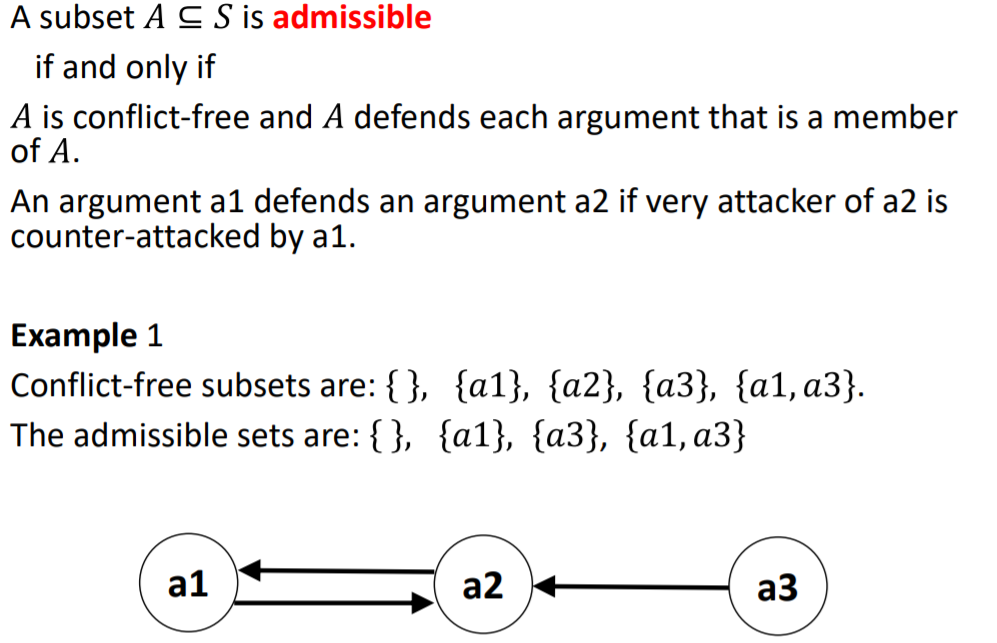 A subset A ⊆ S is admissible
if and only if
A is conflict-free and A defends each argument that is a member
of A.
An argument a1 defends an argument a2 if very attacker of a2 is
counter-attacked by a1.
Example 1
Conflict-free subsets are: { }, {a1}, {a2}, {a3}, {a1, a3}.
The admissible sets are: { }, {a1}, {a3}, {a1, a3}
a1 a2 a3